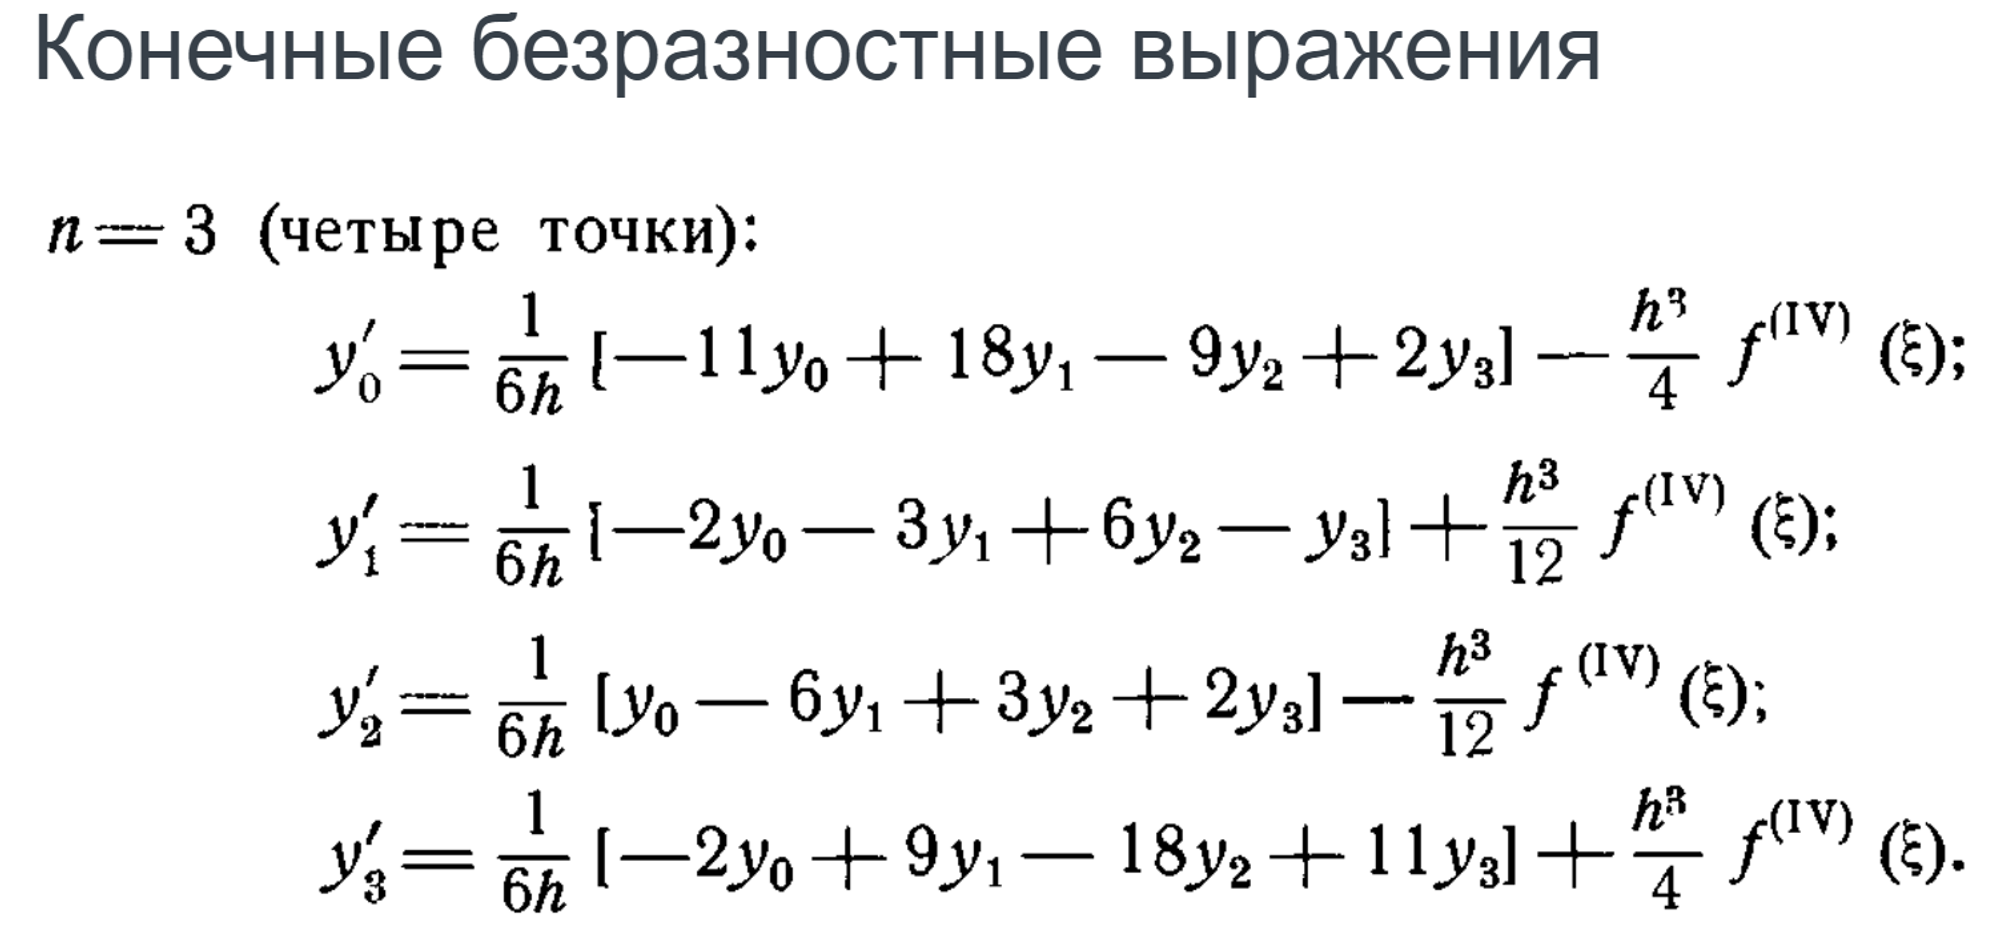 Конечные безразностные выражения
n = 3 (четыре точки):
y'₀ = 1/6h [−11y₀ + 18y₁ − 9y₂ + 2y₃] − h³/4 f^(IV) (ξ);
y'₁ = 1/6h [−2y₀ − 3y₁ + 6y₂ − y₃] + h³/12 f^(IV) (ξ);
y'₂ = 1/6h [y₀ − 6y₁ + 3y₂ + 2y₃] − h³/12 f^(IV) (ξ);
y'₃ = 1/6h [−2y₀ + 9y₁ − 18y₂ + 11y₃] + h³/4 f^(IV) (ξ).